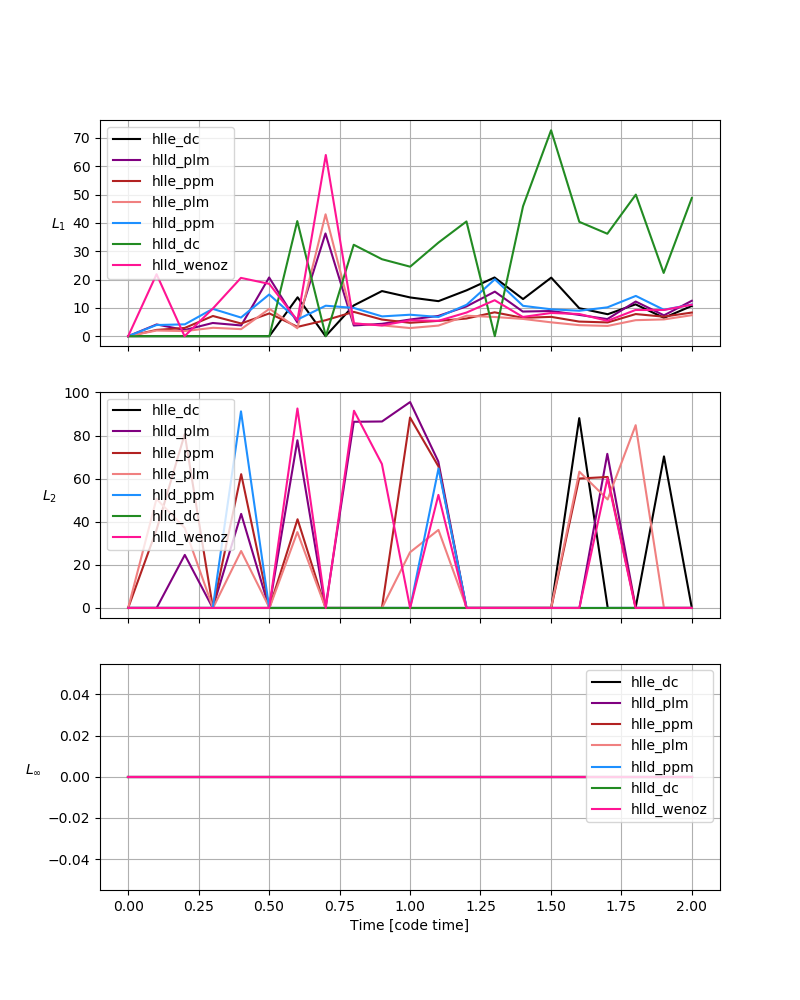 70
60
50
40
30
20
10
0
L₁
hlle_dc
hlld_plm
hlle_ppm
hlle_plm
hlld_ppm
hlld_dc
hlld_wenoz
100
80
60
40
20
0
L₂
hlle_dc
hlld_plm
hlle_ppm
hlle_plm
hlld_ppm
hlld_dc
hlld_wenoz
0.04
0.02
0.00
−0.02
−0.04
L∞
hlle_dc
hlld_plm
hlle_ppm
hlle_plm
hlld_ppm
hlld_dc
hlld_wenoz
0.00 0.25 0.50 0.75 1.00 1.25 1.50 1.75 2.00
Time [code time]